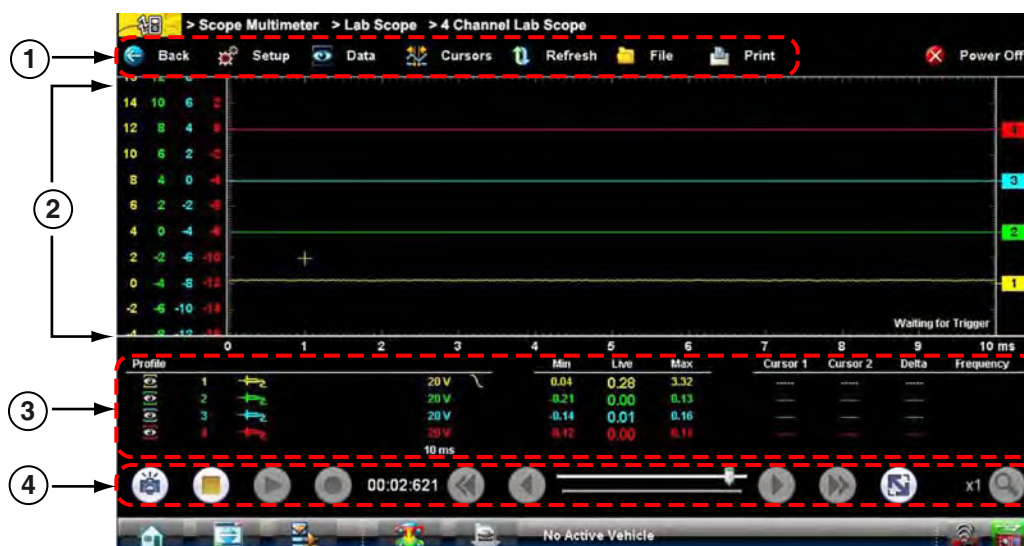 > Scope Multimeter > Lab Scope > 4 Channel Lab Scope
1
Back Setup Data Cursors Refresh File Print Power Off
14 10 6 2
12 8 4
4
10 6 2 -2
8 4 0 -4
3
2
6 2 -2
4 0 -4
2
2 -2 -6 -10
0 -4 -8 -12
1
-2 -6 -10 -14
Waiting for Trigger
0 1 2 3 4 5 6 7 8 9 10 ms
Profile Min Live Max Cursor 1 Cursor 2 Delta Frequency
1 20 V 0.04 0.28 3.32 ----- ----- -----
2 20 V -0.21 0.00 0.13
3
3 20 V -0.14 0.01 0.16
4 20 V 0.00
10 ms
4
00:02:621 x1
No Active Vehicle